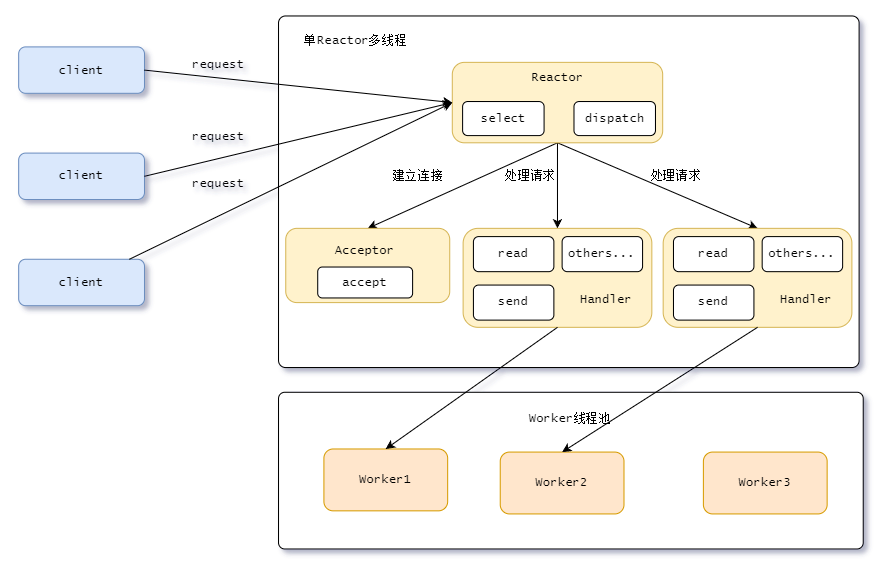 单Reactor多线程
client
request
Reactor
select
dispatch
request
client
request
建立连接
处理请求
处理请求
Acceptor
accept
read
others...
send
Handler
read
others...
send
Handler
client
Worker线程池
Worker1
Worker2
Worker3